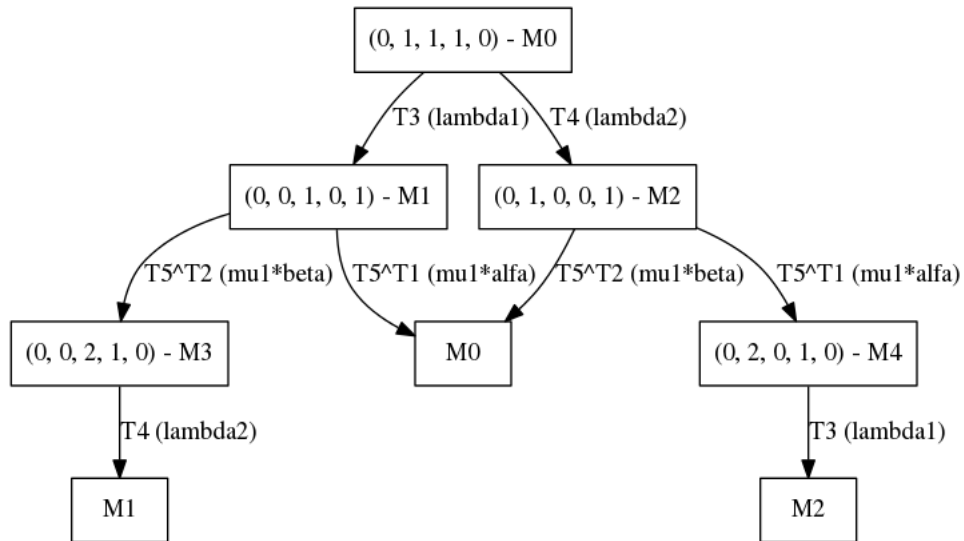 (0, 1, 1, 1, 0) - M0
T3 (lambda1)
T4 (lambda2)
(0, 0, 1, 0, 1) - M1
(0, 1, 0, 0, 1) - M2
T5^T2 (mu1*beta)
T5^T1 (mu1*alfa)
T5^T2 (mu1*beta)
T5^T1 (mu1*alfa)
(0, 0, 2, 1, 0) - M3
M0
(0, 2, 0, 1, 0) - M4
T4 (lambda2)
T3 (lambda1)
M1
M2